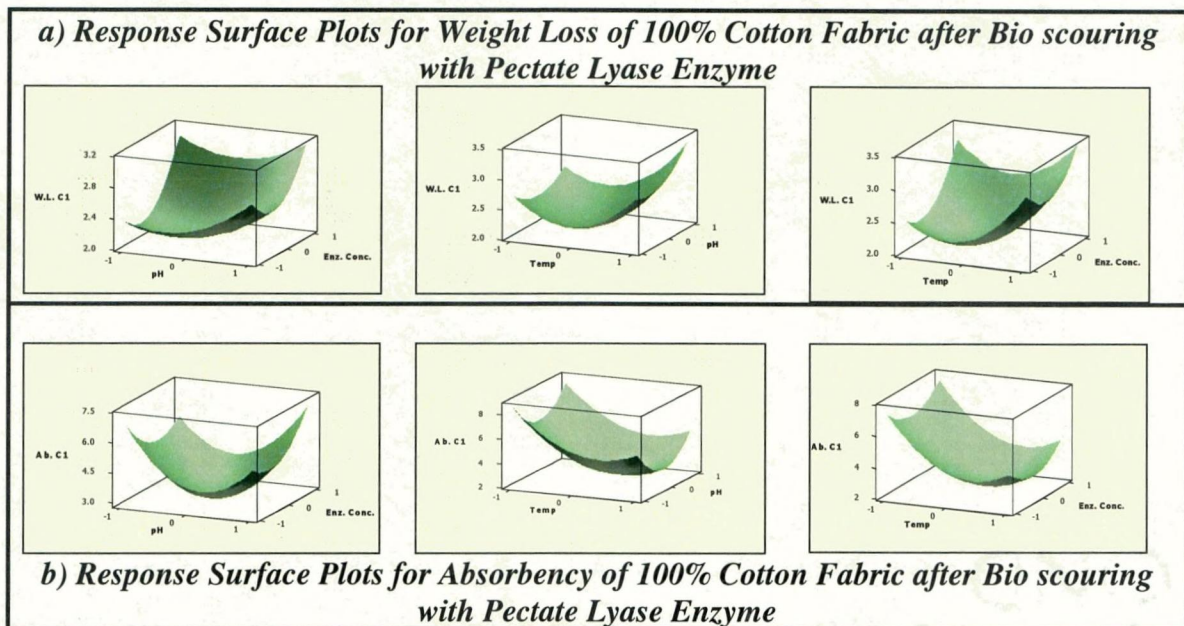 a) Response Surface Plots for Weight Loss of 100% Cotton Fabric after Bio scouring
with Pectate Lyase Enzyme
3.2
2.8
W.L. C1
2.4
2.0
-1
0
pH
1
-1
0
1
Enz. Conc.
3.5
3.0
W.L. C1
2.5
2.0
-1
0
Temp
1
-1
0
1
pH
3.5
3.0
W.L. C1
2.5
2.0
-1
0
Temp
1
-1
0
1
Enz. Conc.
7.5
6.0
Ab. C1
4.5
3.0
-1
0
pH
1
-1
0
1
Enz. Conc.
8
6
Ab. C1
4
2
-1
0
Temp
1
-1
0
1
pH
8
6
Ab. C1
4
2
-1
0
Temp
1
-1
0
1
Enz. Conc.
b) Response Surface Plots for Absorbency of 100% Cotton Fabric after Bio scouring
with Pectate Lyase Enzyme